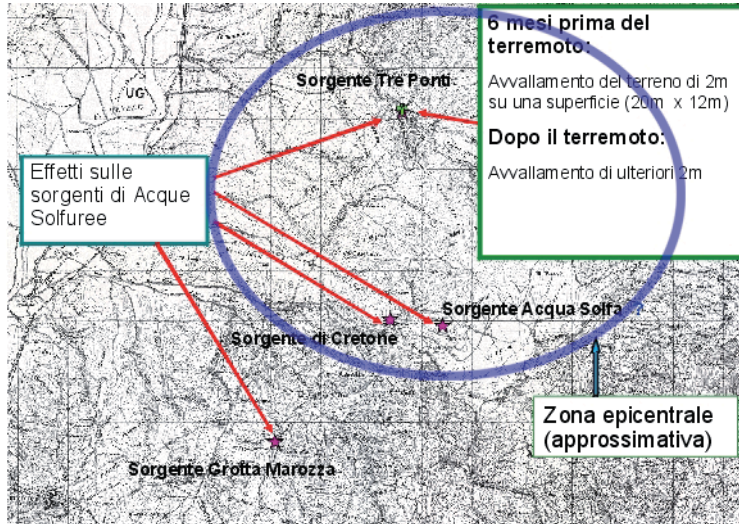 6 mesi prima del
terremoto:
Avvallamento del terreno di 2m
su una superficie (20m x 12m)
Dopo il terremoto:
Avvallamento di ulteriori 2m
Sorgente Tre Ponti
UG
Effetti sulle
sorgenti di Acque
Solfuree
Sorgente Acqua Solfa ?
Sorgente di Cretone
Zona epicentrale
(approssimativa)
Sorgente Grotta Marozza